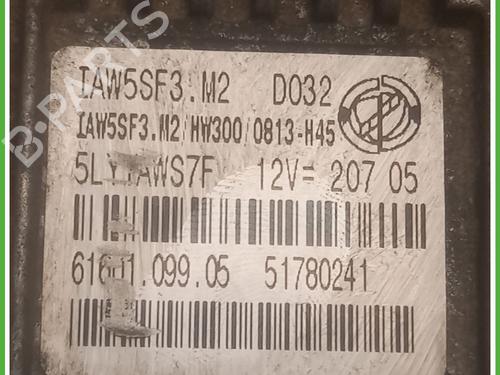 IAW5SF3.M2 D032
IAW5SF3.M2/HW300/0813-H45
12V= 207 05
51780241
B-PARTS